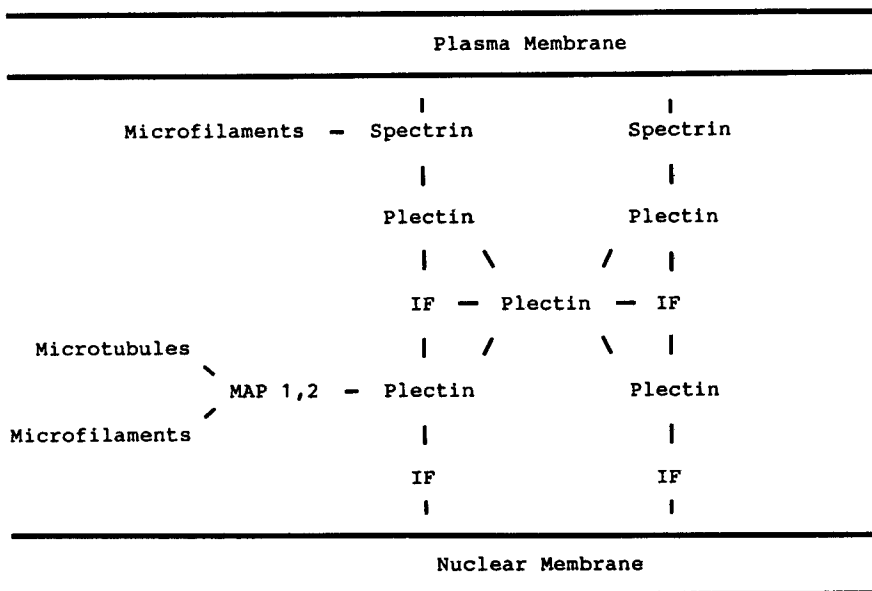 Plasma Membrane
Microfilaments — Spectrin Spectrin
Plectin Plectin
IF — Plectin — IF
Microtubules
MAP 1,2 — Plectin Plectin
Microfilaments
IF IF
Nuclear Membrane